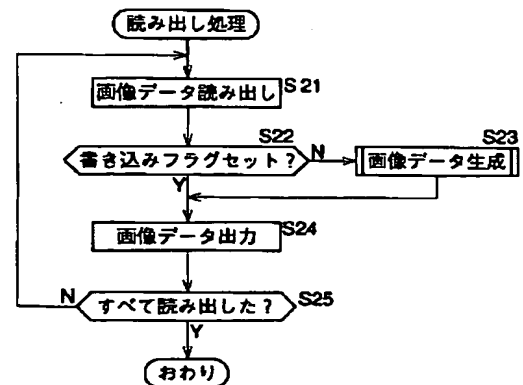 読み出し処理
画像データ読み出し S21
S22
書き込みフラグセット? N
S23
画像データ生成
Y
画像データ出力 S24
N すべて読み出した? S25
Y
おわり